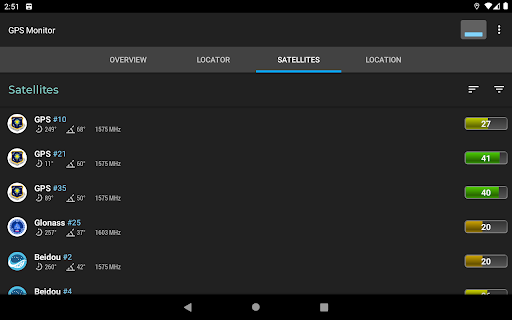 2:51
GPS Monitor
OVERVIEW LOCATOR SATELLITES LOCATION
Satellites
GPS #10
249° 68° 1575 MHz
27
GPS #21
11° 60° 1575 MHz
41
GPS #35
89° 50° 1575 MHz
40
Glonass #25
257° 37° 1603 MHz
20
Beidou #2
260° 42° 1575 MHz
20
Beidou #4